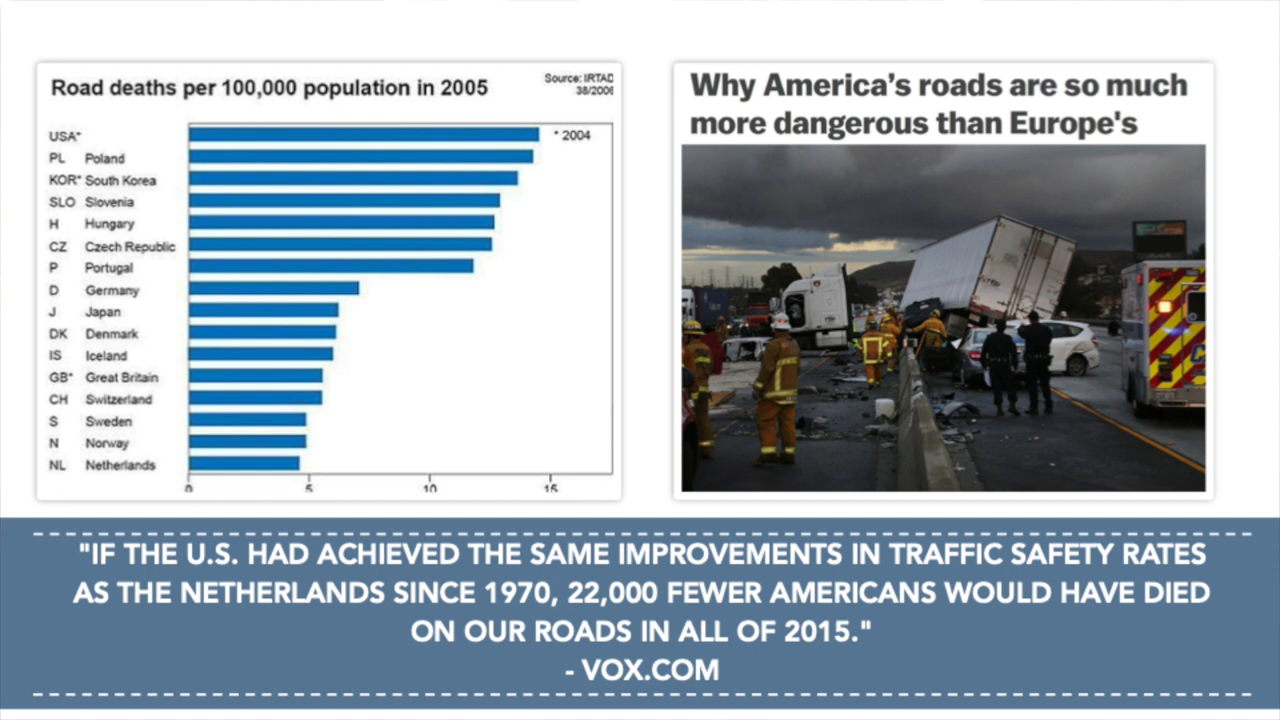 Road deaths per 100,000 population in 2005
Source: IRTAD
38/2006
USA*
* 2004
PL Poland
KOR* South Korea
SLO Slovenia
H Hungary
CZ Czech Republic
P Portugal
D Germany
J Japan
DK Denmark
IS Iceland
GB* Great Britain
CH Switzerland
S Sweden
N Norway
NL Netherlands
0 5 10 15
Why America's roads are so much
more dangerous than Europe's
"IF THE U.S. HAD ACHIEVED THE SAME IMPROVEMENTS IN TRAFFIC SAFETY RATES
AS THE NETHERLANDS SINCE 1970, 22,000 FEWER AMERICANS WOULD HAVE DIED
ON OUR ROADS IN ALL OF 2015."
- VOX.COM